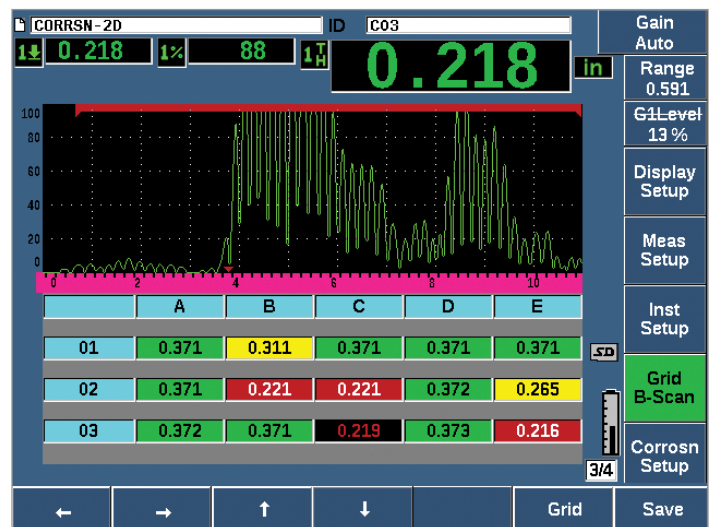 CORRSN-2D ID C03
0.218 1% 88 1TH 0.218 in
Gain
Auto
Range
0.591
G1Level
13 %
Display
Setup
Meas
Setup
Inst
Setup
Grid
B-Scan
Corrosn
Setup
100
80
60
40
20
0
0 2 4 6 8 10
A B C D E
01 0.371 0.311 0.371 0.371 0.371
SD
02 0.371 0.221 0.221 0.372 0.265
03 0.372 0.371 0.219 0.373 0.216
3/4
← → ↑ ↓ Grid Save